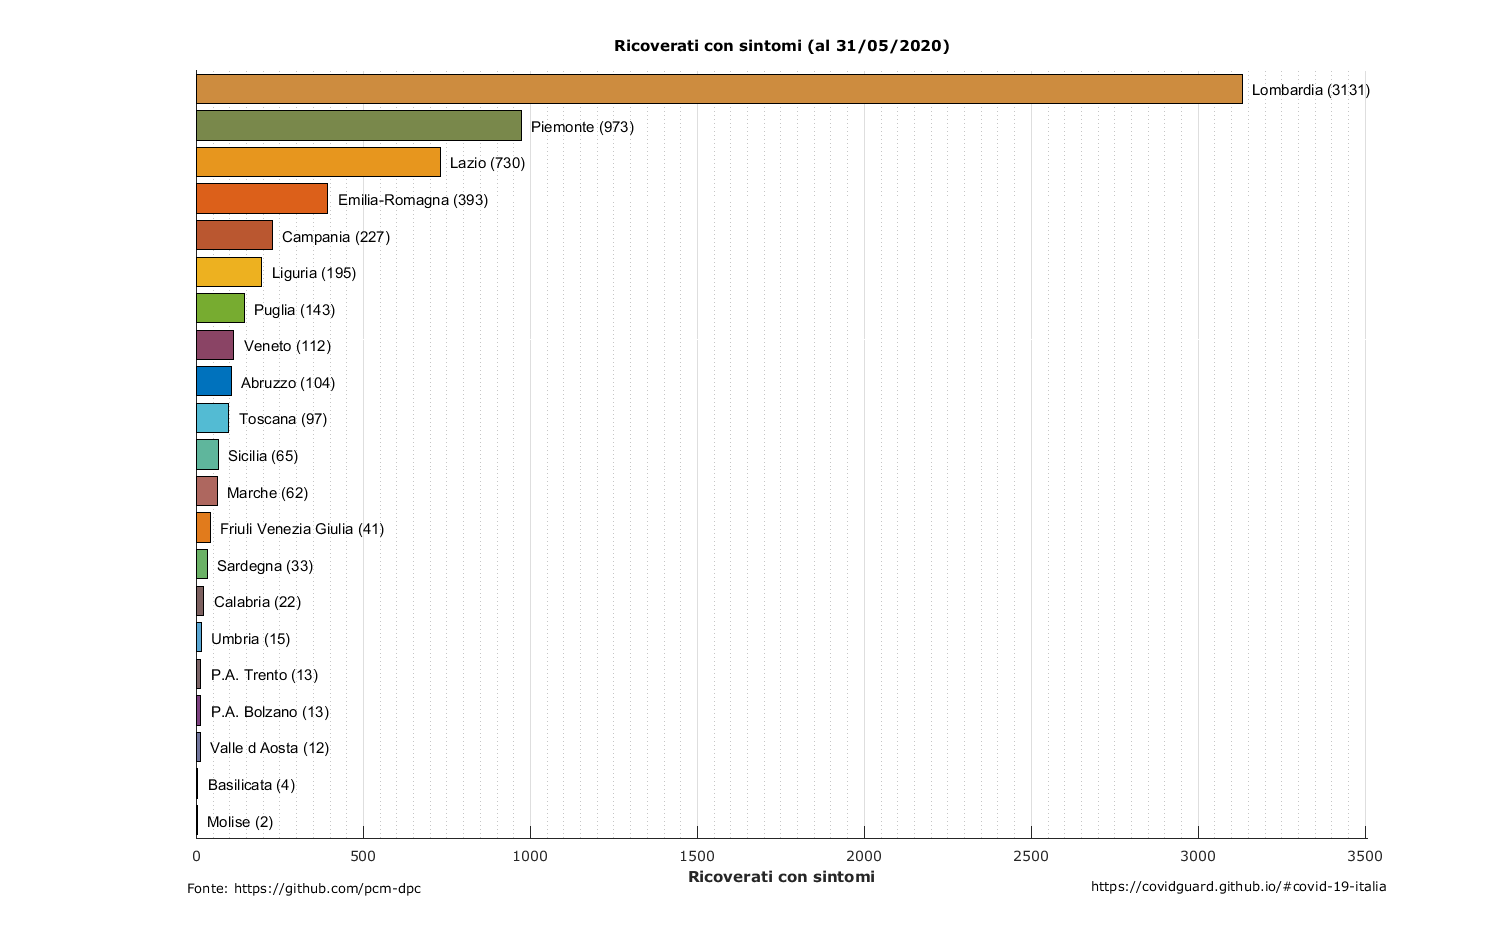 Ricoverati con sintomi (al 31/05/2020)
Lombardia (3131)
Piemonte (973)
Lazio (730)
Emilia-Romagna (393)
Campania (227)
Liguria (195)
Puglia (143)
Veneto (112)
Abruzzo (104)
Toscana (97)
Sicilia (65)
Marche (62)
Friuli Venezia Giulia (41)
Sardegna (33)
Calabria (22)
Umbria (15)
P.A. Trento (13)
P.A. Bolzano (13)
Valle d Aosta (12)
Basilicata (4)
Molise (2)
0 500 1000 1500 2000 2500 3000 3500
Ricoverati con sintomi
Fonte: https://github.com/pcm-dpc
https://covidguard.github.io/#covid-19-italia